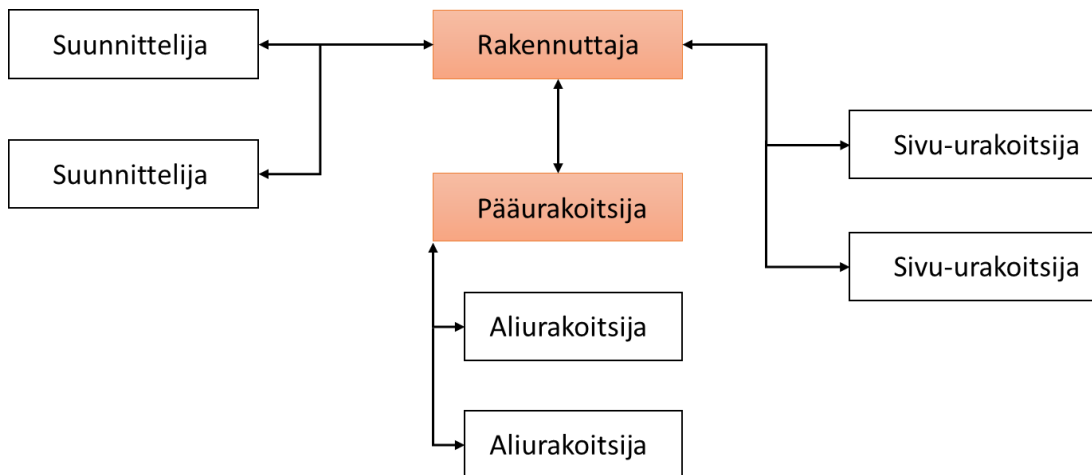 Suunnittelija
Rakennuttaja
Suunnittelija
Sivu-urakoitsija
Pääurakoitsija
Sivu-urakoitsija
Aliurakoitsija
Aliurakoitsija